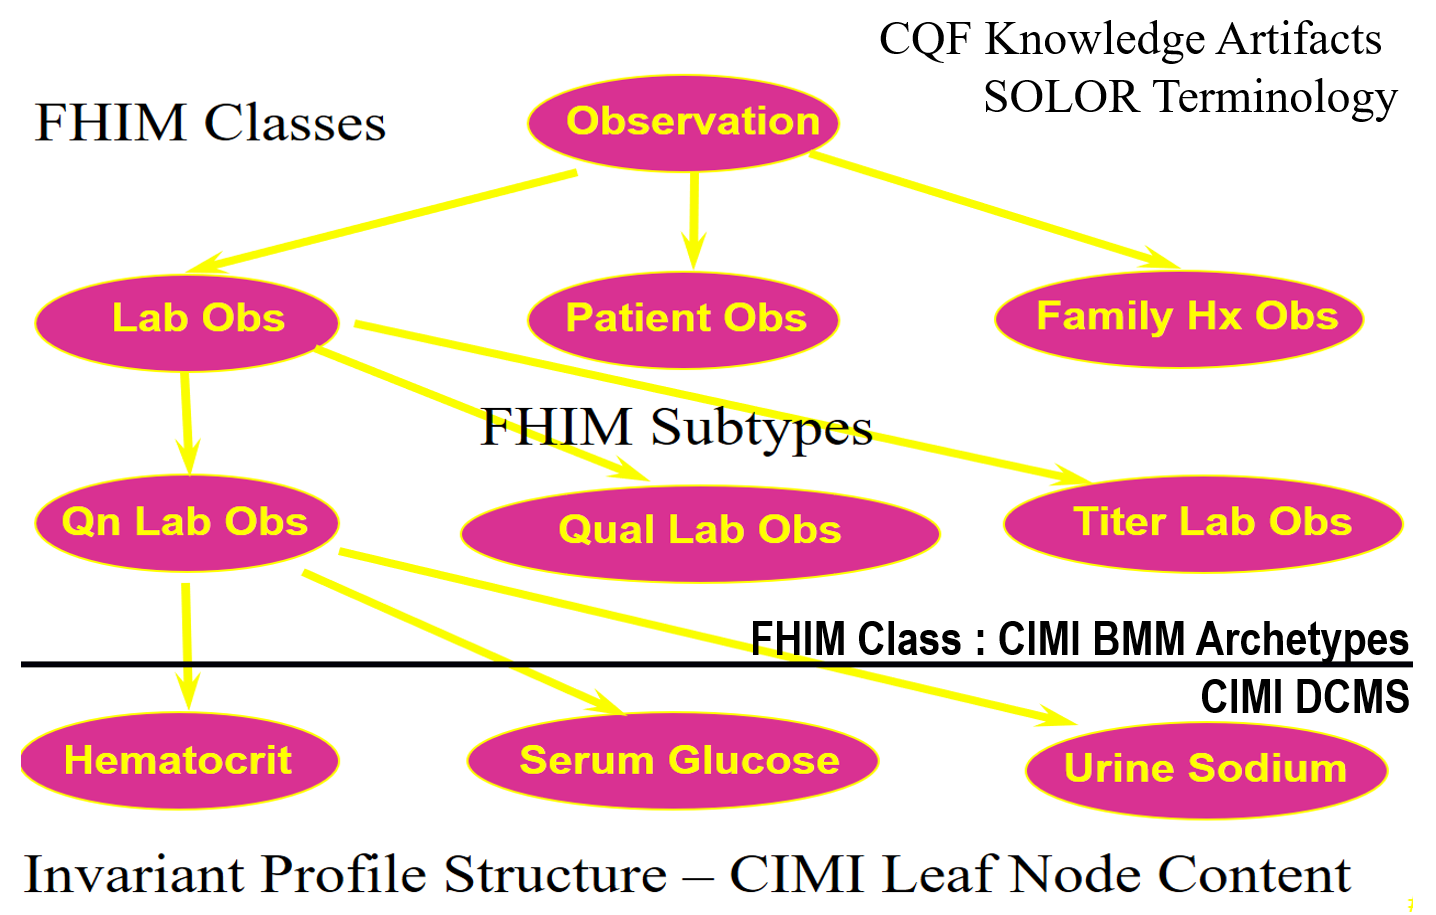 CQF Knowledge Artifacts
SOLOR Terminology
FHIM Classes
Observation
Lab Obs
Patient Obs
Family Hx Obs
FHIM Subtypes
Qn Lab Obs
Qual Lab Obs
Titer Lab Obs
FHIM Class : CIMI BMM Archetypes
CIMI DCMS
Hematocrit
Serum Glucose
Urine Sodium
Invariant Profile Structure – CIMI Leaf Node Content